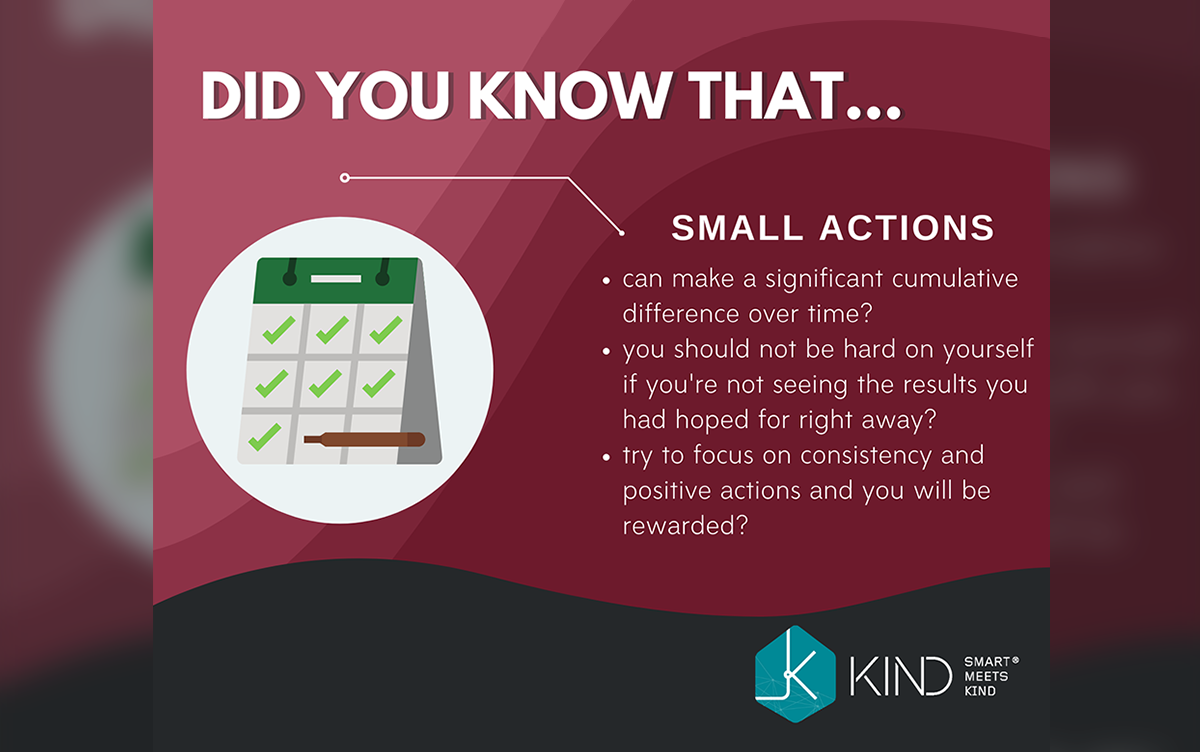 DID YOU KNOW THAT...
SMALL ACTIONS
• can make a significant cumulative
difference over time?
• you should not be hard on yourself
if you're not seeing the results you
had hoped for right away?
• try to focus on consistency and
positive actions and you will be
rewarded?
KIND
SMART®
MEETS
KIND